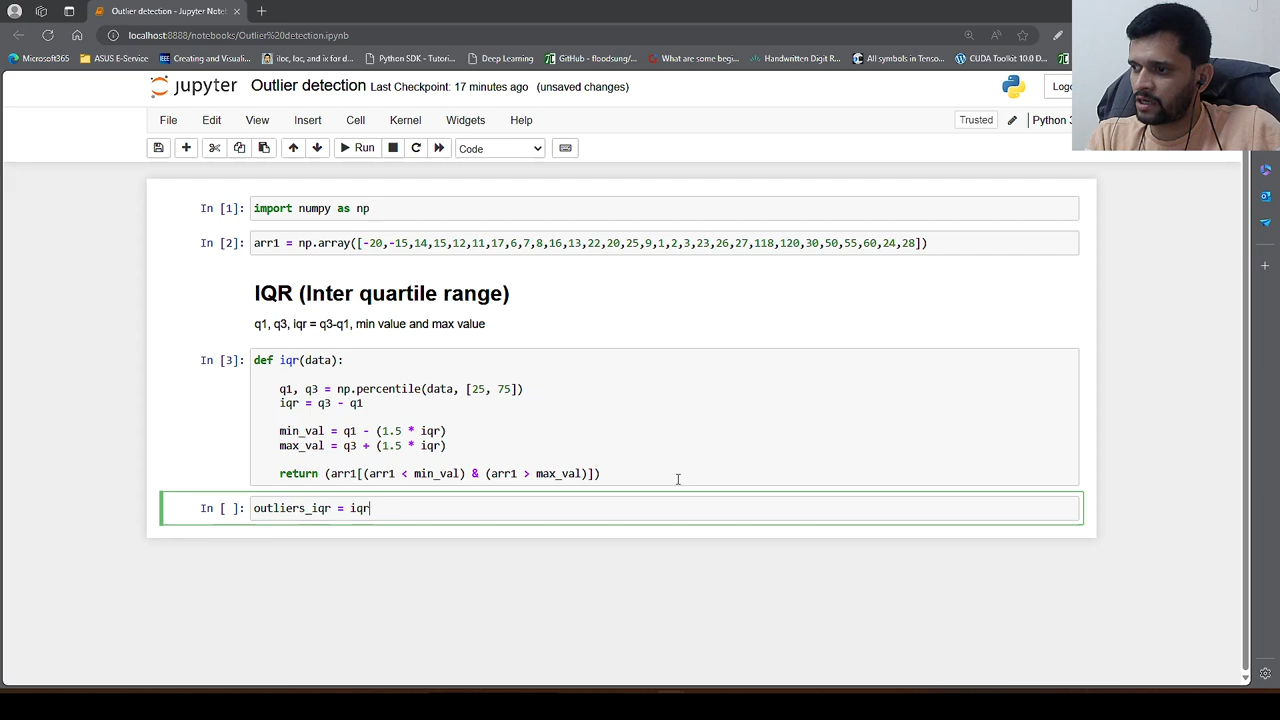 Outlier detection - Jupyter Note
localhost:8888/notebooks/Outlier%20detection.ipynb
Microsoft365
ASUS E-Service
Creating and Visuali...
iloc, loc, and ix for d...
Python SDK - Tutori...
Deep Learning
GitHub - floodsung/...
What are some begi...
Handwritten Digit R...
All symbols in Tenso...
CUDA Toolkit 10.0 D...
jupyter Outlier detection Last Checkpoint: 17 minutes ago (unsaved changes)
Logo
File Edit View Insert Cell Kernel Widgets Help
Trusted
Python 3
Run
Code
In [1]: import numpy as np
In [2]: arr1 = np.array([-20,-15,14,15,12,11,17,6,7,8,16,13,22,20,25,9,1,2,3,23,26,27,118,120,30,50,55,60,24,28])
IQR (Inter quartile range)
q1, q3, iqr = q3-q1, min value and max value
In [3]: def iqr(data):
q1, q3 = np.percentile(data, [25, 75])
iqr = q3 - q1
min_val = q1 - (1.5 * iqr)
max_val = q3 + (1.5 * iqr)
return (arr1[(arr1 < min_val) & (arr1 > max_val)])
In [ ]: outliers_iqr = iqr